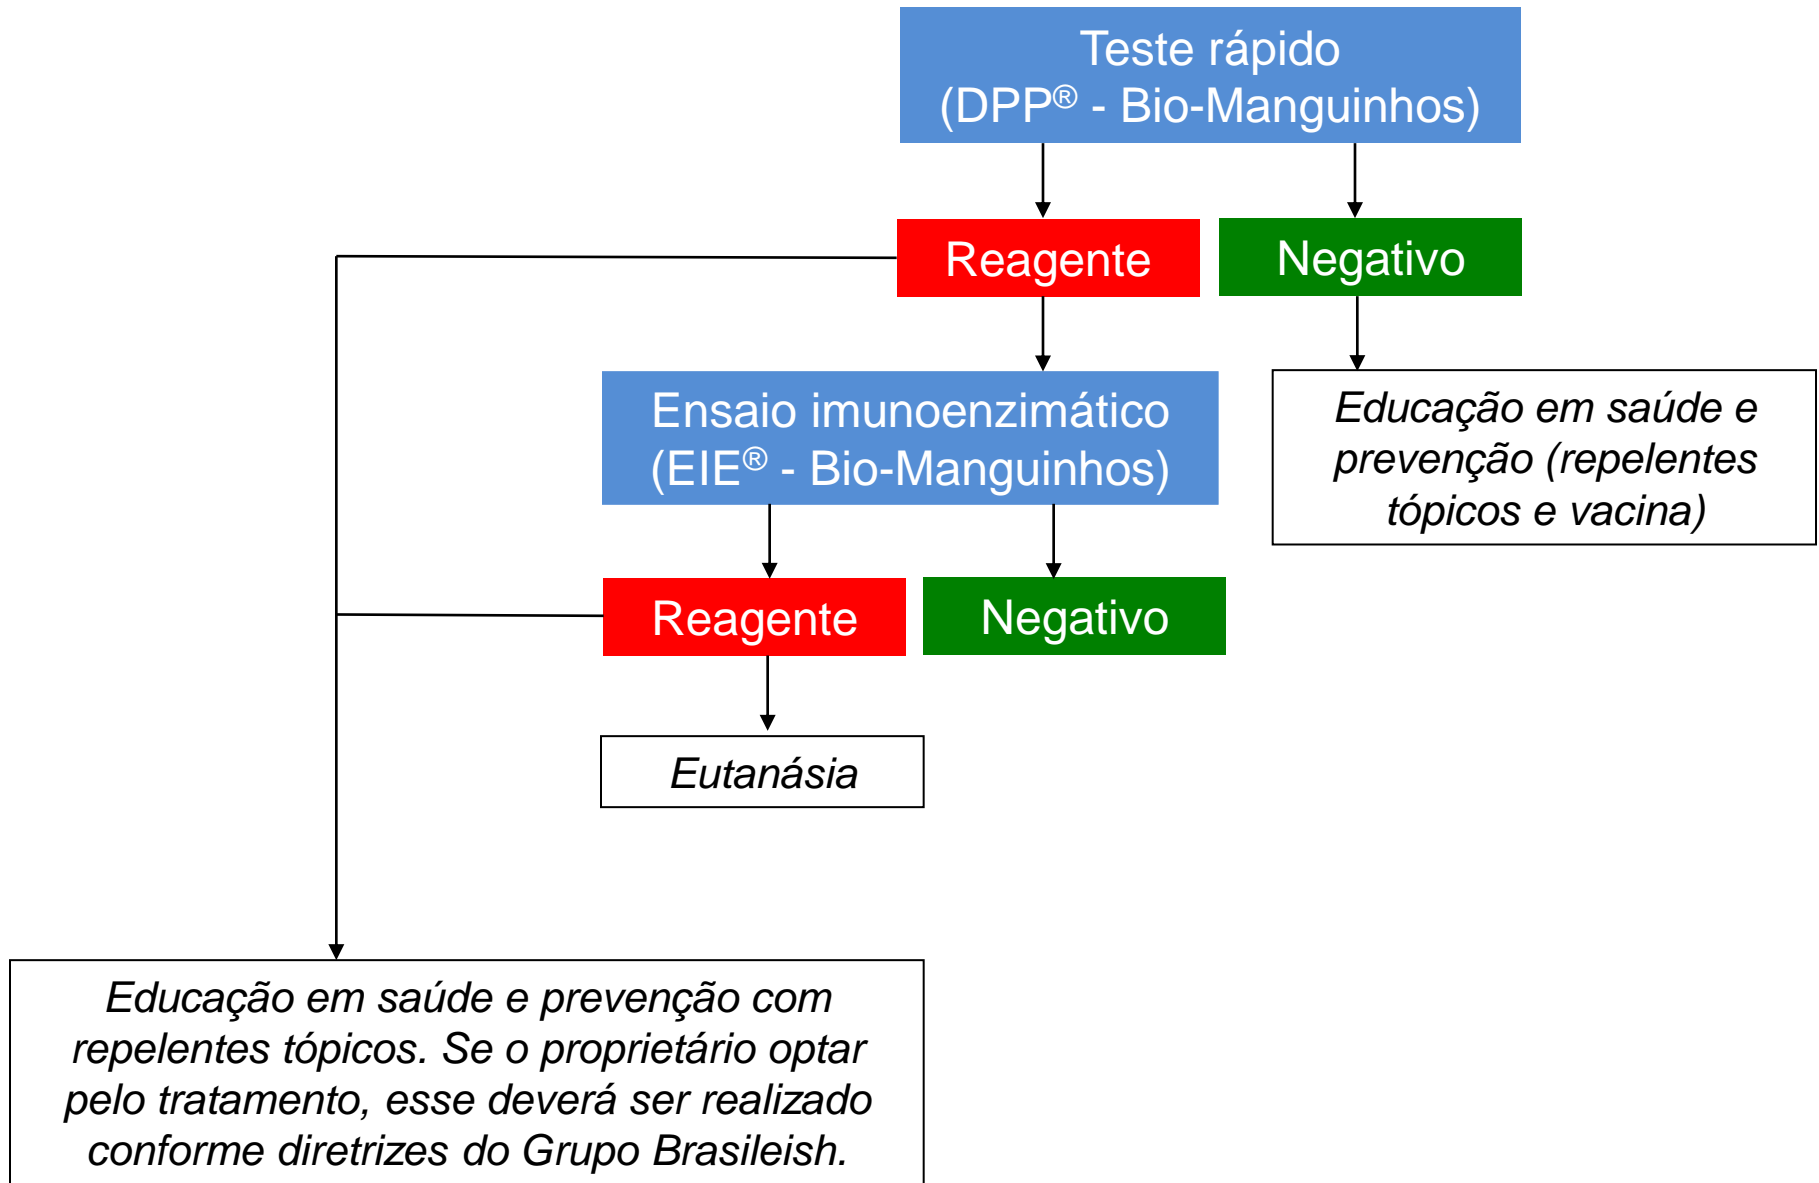 Teste rápido
(DPP® - Bio-Manguinhos)
Reagente
Negativo
Ensaio imunoenzimático
(EIE® - Bio-Manguinhos)
Educação em saúde e
prevenção (repelentes
tópicos e vacina)
Reagente
Negativo
Eutanásia
Educação em saúde e prevenção com
repelentes tópicos. Se o proprietário optar
pelo tratamento, esse deverá ser realizado
conforme diretrizes do Grupo Brasileish.